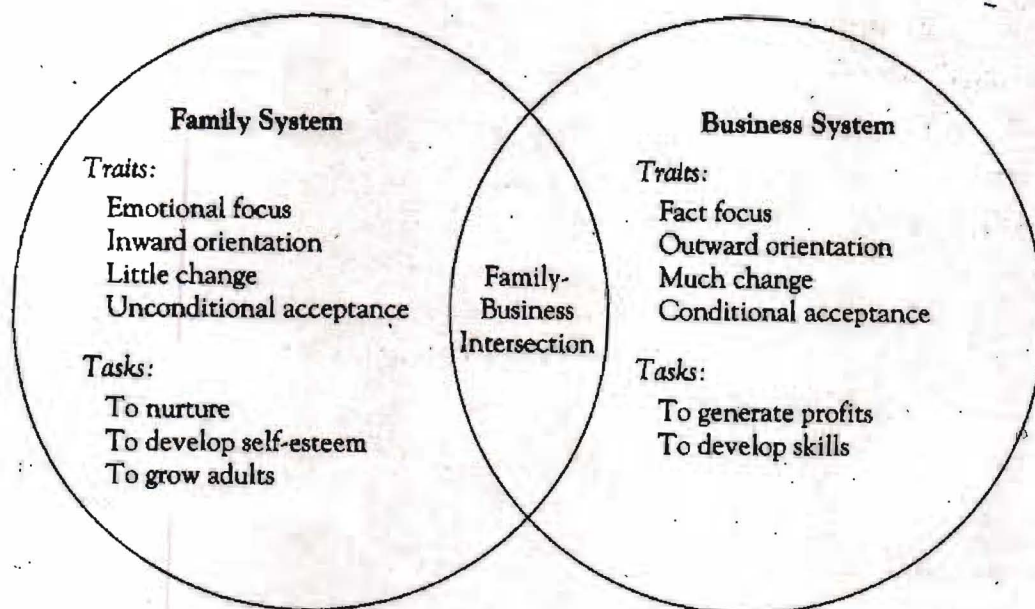 Family System
Traits:
Emotional focus
Inward orientation
Little change
Unconditional acceptance
Tasks:
To nurture
To develop self-esteem
To grow adults
Family-
Business
Intersection
Business System
Traits:
Fact focus
Outward orientation
Much change
Conditional acceptance
Tasks:
To generate profits
To develop skills